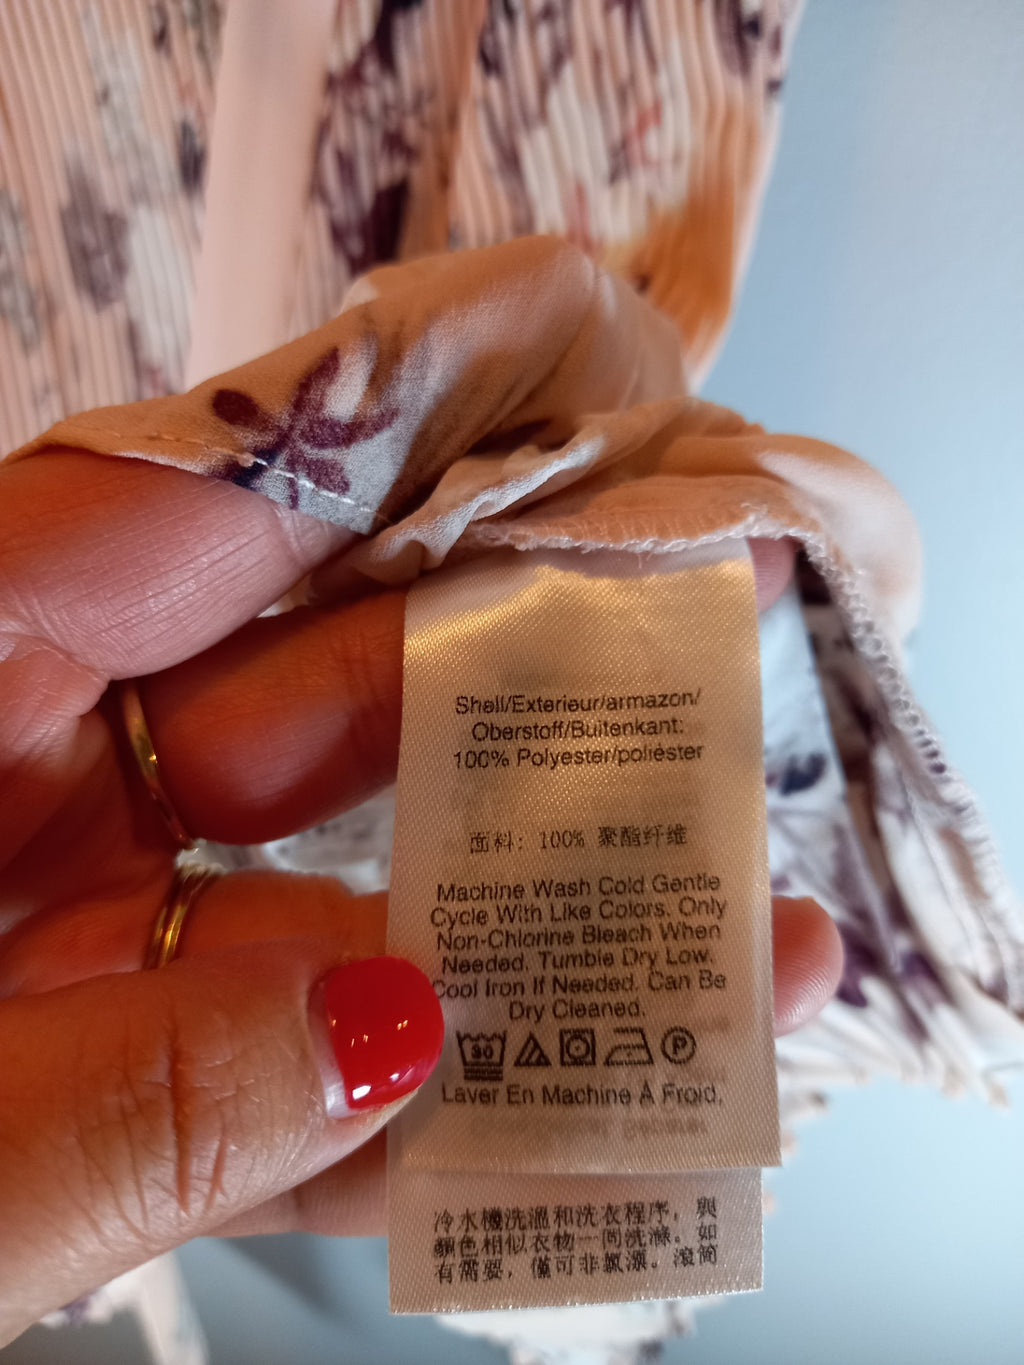 Shell/Exterieur/armazon/
Oberstoff/Buitenkant:
100% Polyester/poliéster
面料: 100% 聚酯纤维
Machine Wash Cold Gentle
Cycle With Like Colors. Only
Non-Chlorine Bleach When
Needed. Tumble Dry Low.
Cool Iron If Needed. Can Be
Dry Cleaned.
30 P
Laver En Machine À Froid,
冷水機洗溫和洗衣程序, 與
顏色相似衣物一同洗滌。如
有需要, 僅可非氯漂。滾筒